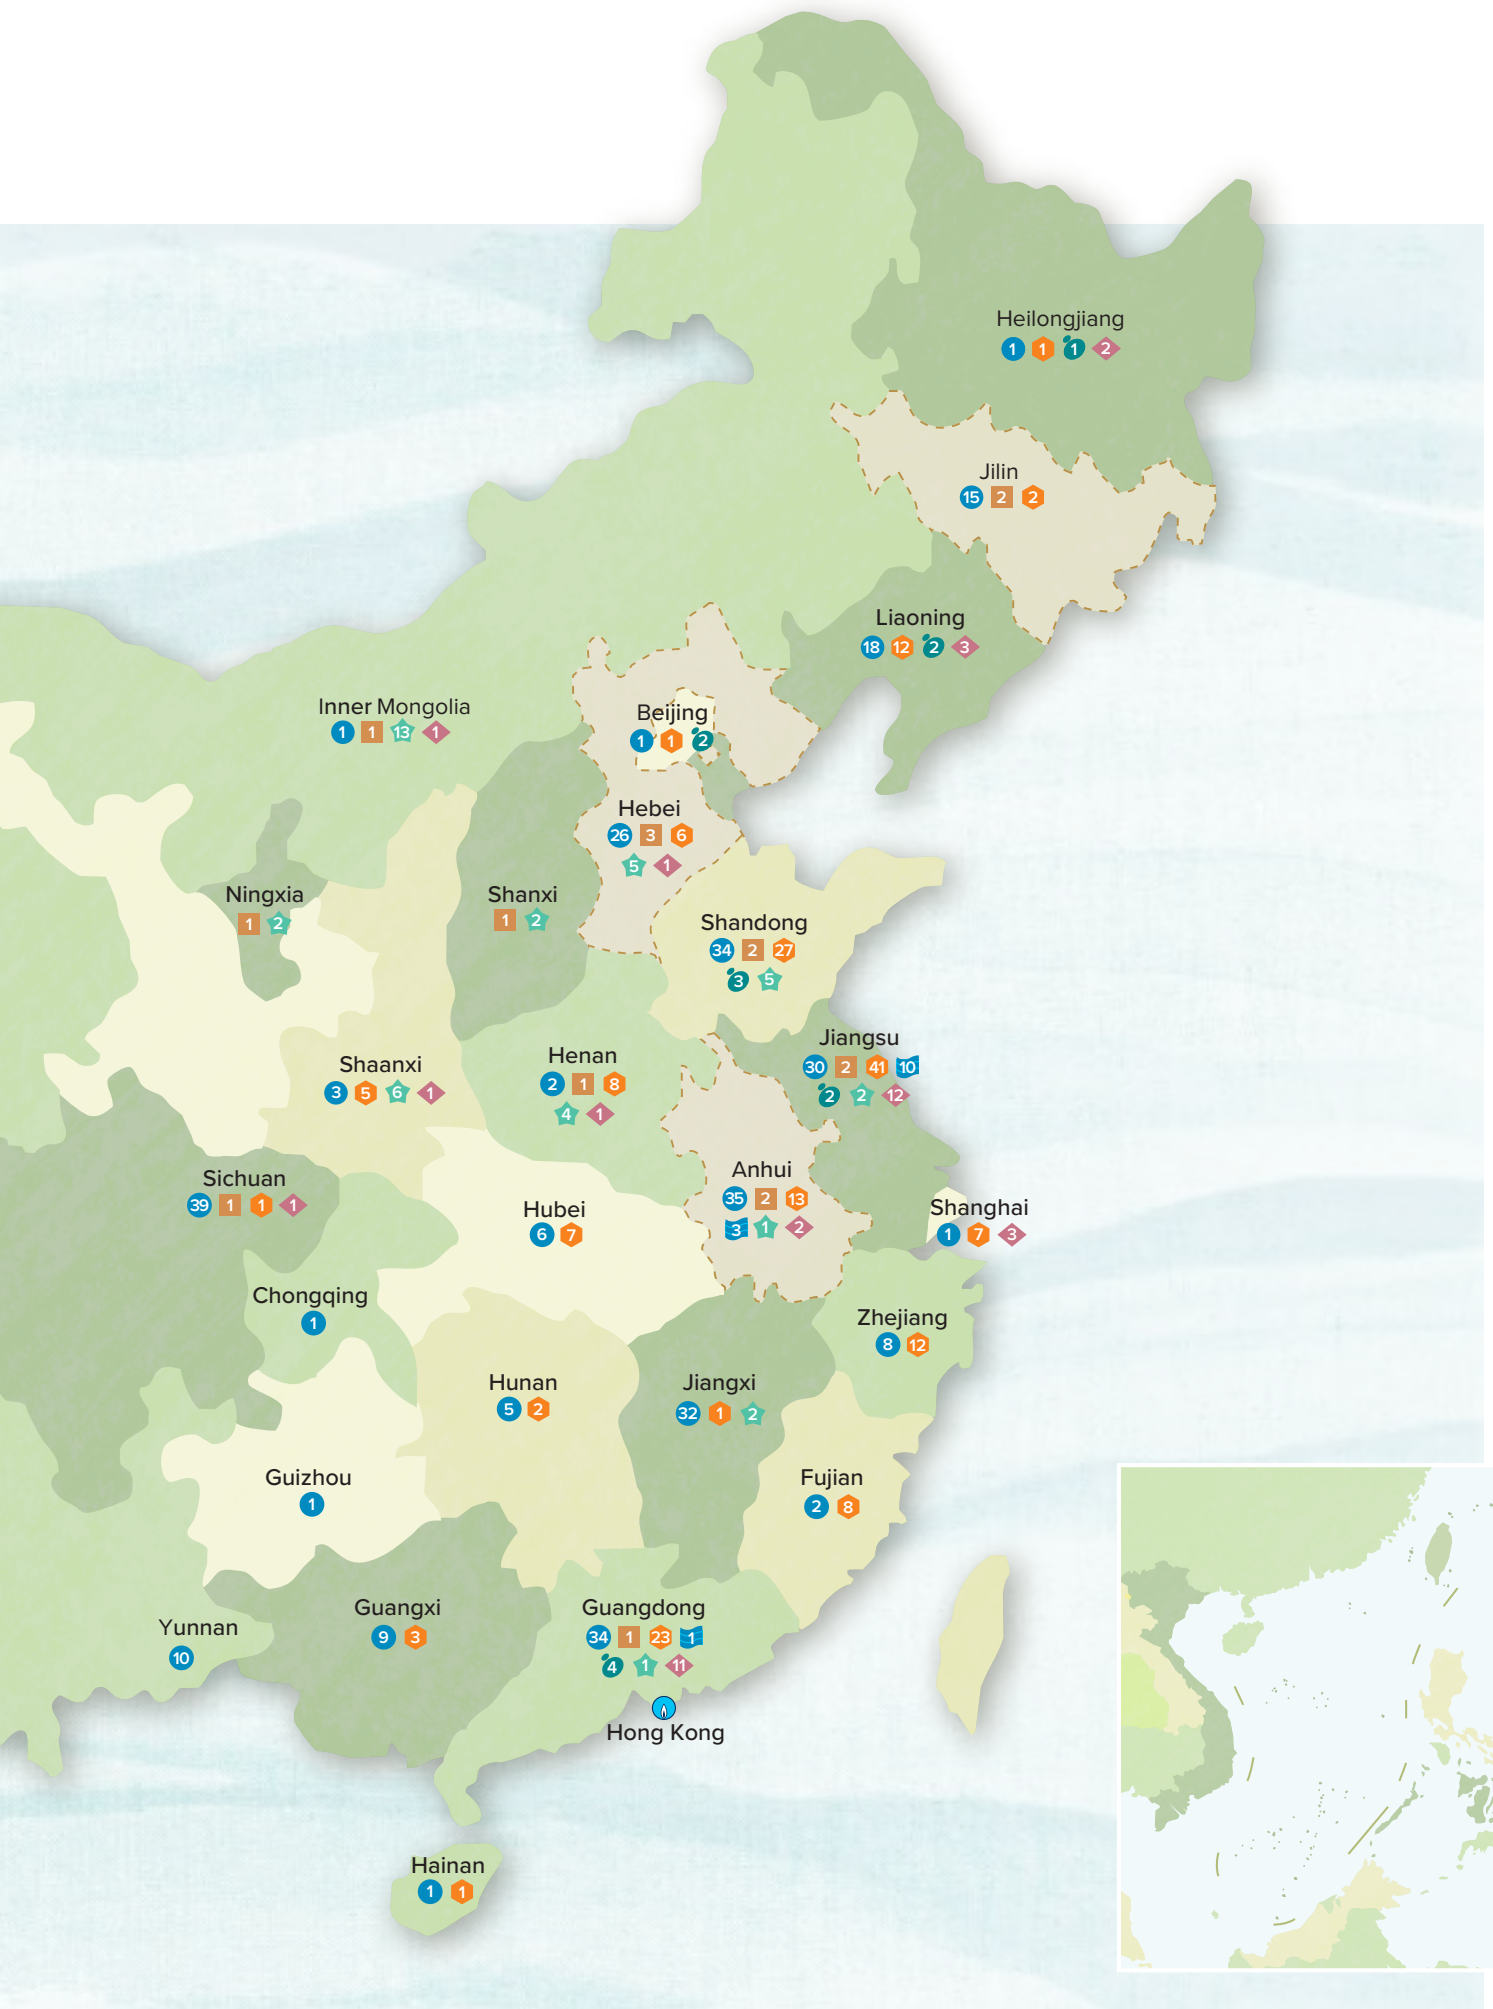 Heilongjiang
1 1 1 2
Jilin
15 2 2
Liaoning
18 12 2 3
Inner Mongolia
1 1 13 1
Beijing
1 1 2
Hebei
26 3 6
5 1
Ningxia
1 2
Shanxi
1 2
Shandong
34 2 27
3 5
Shaanxi
3 5 6 1
Henan
2 1 8
4 1
Jiangsu
30 2 41 10
2 2 12
Sichuan
39 1 1 1
Anhui
35 2 13
3 1 2
Hubei
6 7
Shanghai
1 7 3
Chongqing
1
Zhejiang
8 12
Hunan
5 2
Jiangxi
32 1 2
Guizhou
1
Fujian
2 8
Yunnan
10
Guangxi
9 3
Guangdong
34 1 23 1
4 1 11
Hong Kong
Hainan
1 1